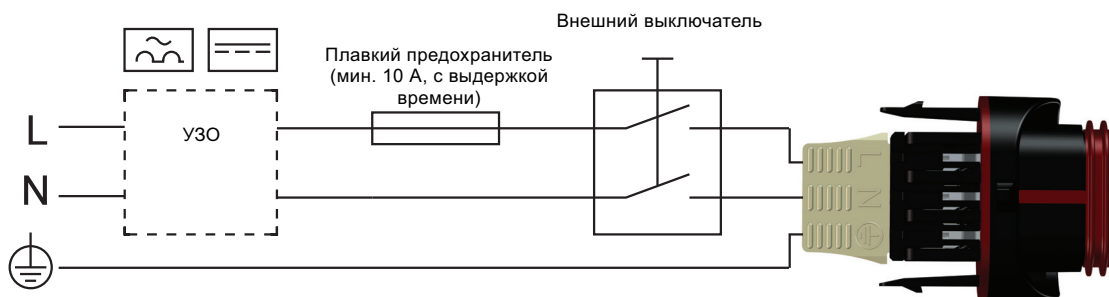 Внешний выключатель
Плавкий предохранитель
(мин. 10 А, с выдержкой
времени)
L
УЗО
N
L
N